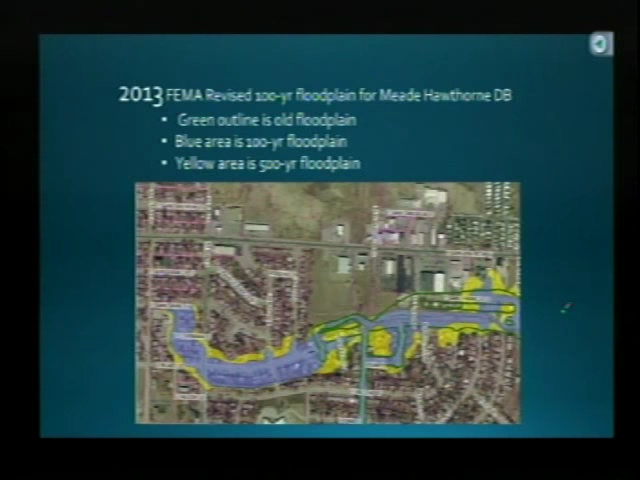 2013 FEMA Revised 100-yr floodplain for Meade Hawthorne DB
• Green outline is old floodplain
• Blue area is 100-yr floodplain
• Yellow area is 500-yr floodplain